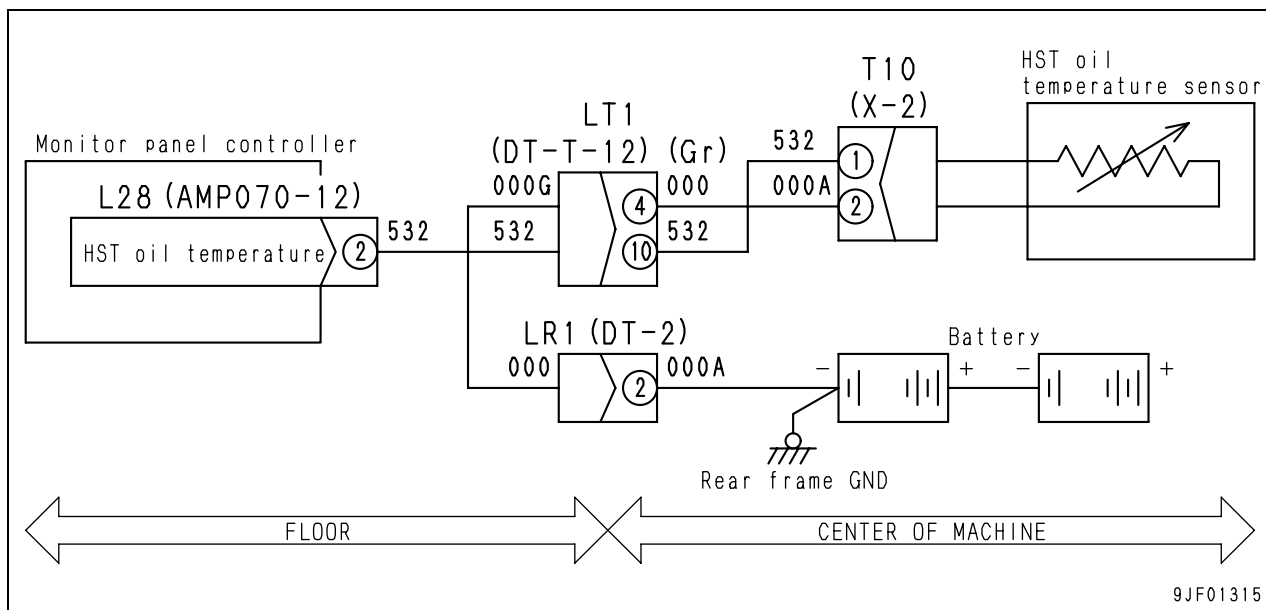 HST oil
temperature sensor
T10
(X-2)
LT1
(DT-T-12) (Gr)
Monitor panel controller
L28 (AMP070-12)
HST oil temperature
2
532
000G
532
4
10
000
532
532
000A
1
2
LR1 (DT-2)
000
2
000A
Battery
- + - +
Rear frame GND
FLOOR
CENTER OF MACHINE
9JF01315